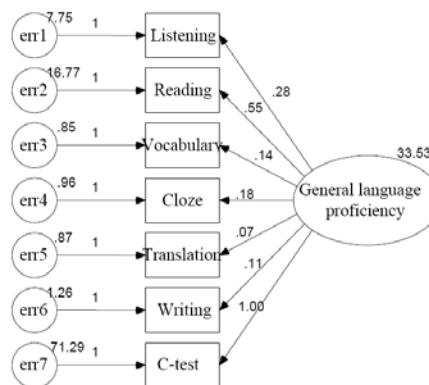 7.75
err1 1 Listening
.28
16.77
err2 1 Reading
.55
.85
err3 1 Vocabulary
.14
33.53
General language
proficiency
.96
err4 1 Cloze
.18
.87
err5 1 Translation
.07
1.26
err6 1 Writing
.11
71.29
err7 1 C-test
1.00